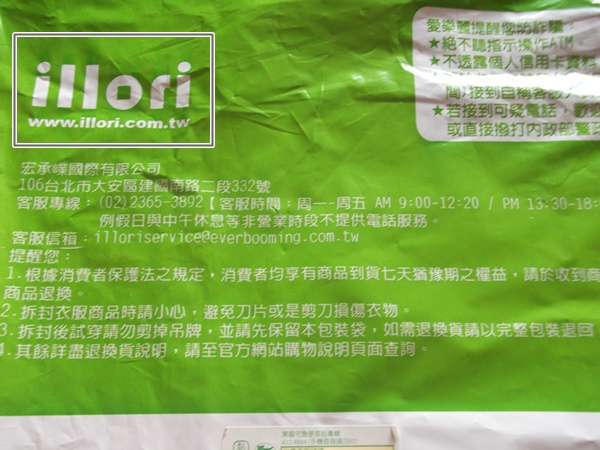 illori
www.illori.com.tw
愛樂麗提醒您防詐騙：
★絕不聽指示操作ATM。
★不透露個人信用卡資料
間)接到自稱客服人
★若接到可疑電話，歡迎
或直接撥打內政部警政
宏承嶫國際有限公司
106台北市大安區建國南路二段332號
客服專線：(02)2365-3892【客服時間：周一--周五 AM 9:00-12:20 / PM 13:30-18:
例假日與中午休息等非營業時段不提供電話服務。
客服信箱：illoriservice@everbooming.com.tw
提醒您：
1.根據消費者保護法之規定，消費者均享有商品到貨七天猶豫期之權益，請於收到商
商品退換。
2.拆封衣服商品時請小心，避免刀片或是剪刀損傷衣物。
3.拆封後試穿請勿剪掉吊牌，並請先保留本包裝袋，如需退換貨請以完整包裝退回
4.其餘詳盡退換貨說明，請至官方網站購物說明頁面查詢。